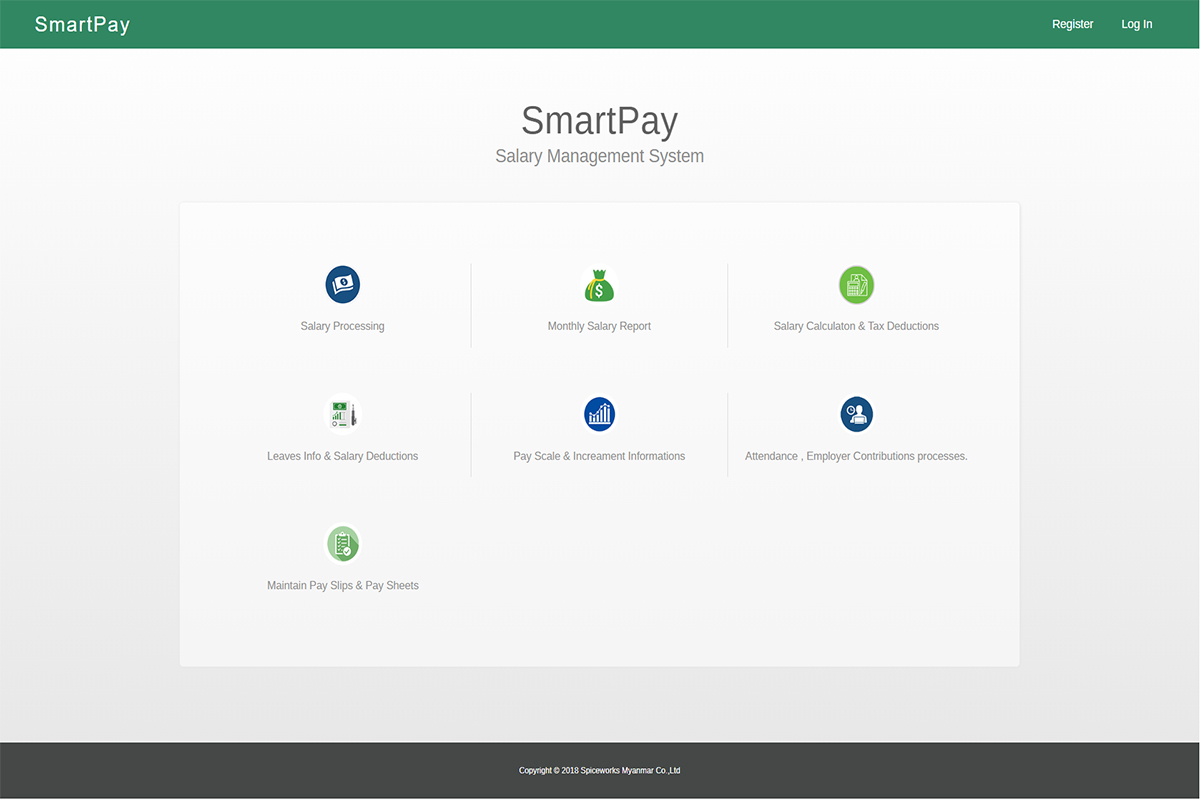 SmartPay
Register
Log In
SmartPay
Salary Management System
Salary Processing
Monthly Salary Report
Salary Calculaton & Tax Deductions
Leaves Info & Salary Deductions
Pay Scale & Increament Informations
Attendance , Employer Contributions processes.
Maintain Pay Slips & Pay Sheets
Copyright © 2018 Spiceworks Myanmar Co.,Ltd